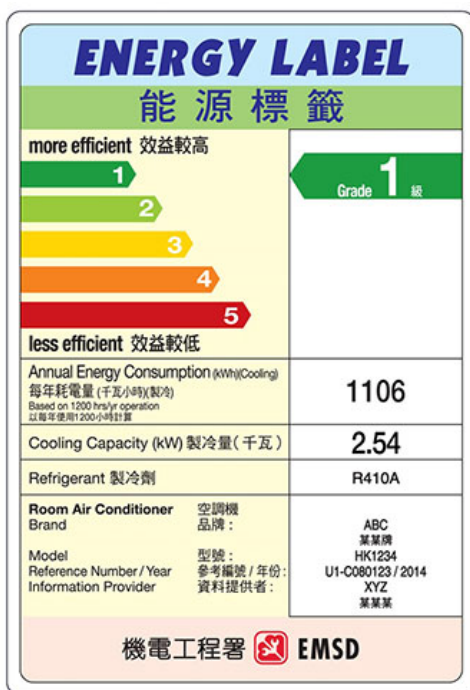 ENERGY LABEL
能源標籤
more efficient 效益較高
1
2
3
4
5
less efficient 效益較低
Grade 1 級
Annual Energy Consumption (kWh)(Cooling)
每年耗電量 (千瓦小時)(製冷)
Based on 1200 hrs/yr operation
以每年使用1200小時計算
1106
Cooling Capacity (kW) 製冷量(千瓦) 2.54
Refrigerant 製冷劑 R410A
Room Air Conditioner 空調機
Brand 品牌: ABC
某某牌
Model 型號: HK1234
Reference Number / Year 參考編號 / 年份: U1-C080123 / 2014
Information Provider 資料提供者: XYZ
某某某
機電工程署 EMSD